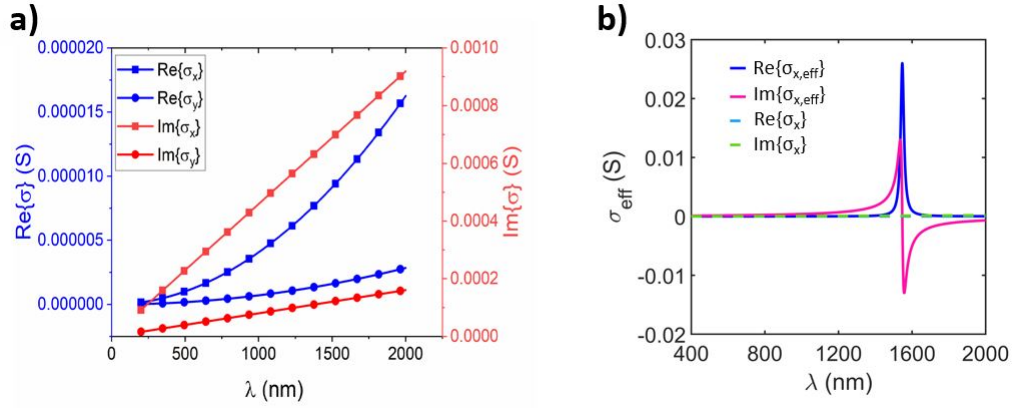 a)
0.000020
0.000015
0.000010
0.000005
0.000000
Re{σ} (S)
Re{σx}
Re{σy}
Im{σx}
Im{σy}
0.0010
0.0008
0.0006
0.0004
0.0002
0.0000
Im{σ} (S)
0 500 1000 1500 2000
λ (nm)
b)
0.03
0.02
0.01
0
-0.01
-0.02
σeff (S)
Re{σx,eff}
Im{σx,eff}
Re{σx}
Im{σx}
400 800 1200 1600 2000
λ (nm)